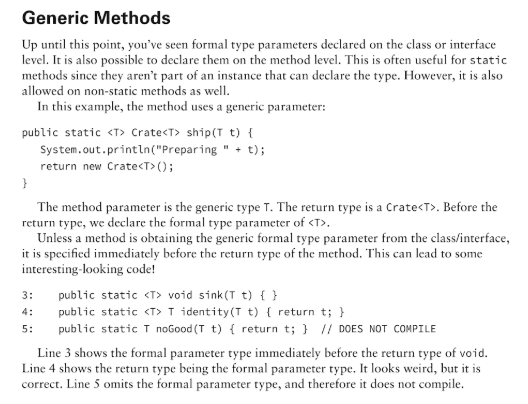 Generic Methods
Up until this point, you've seen formal type parameters declared on the class or interface
level. It is also possible to declare them on the method level. This is often useful for static
methods since they aren't part of an instance that can declare the type. However, it is also
allowed on non-static methods as well.
In this example, the method uses a generic parameter:
public static <T> Crate<T> ship(T t) {
System.out.println("Preparing " + t);
return new Crate<T>();
}
The method parameter is the generic type T. The return type is a Crate<T>. Before the
return type, we declare the formal type parameter of <T>.
Unless a method is obtaining the generic formal type parameter from the class/interface,
it is specified immediately before the return type of the method. This can lead to some
interesting-looking code!
3: public static <T> void sink(T t) { }
4: public static <T> T identity(T t) { return t; }
5: public static T noGood(T t) { return t; } // DOES NOT COMPILE
Line 3 shows the formal parameter type immediately before the return type of void.
Line 4 shows the return type being the formal parameter type. It looks weird, but it is
correct. Line 5 omits the formal parameter type, and therefore it does not compile.